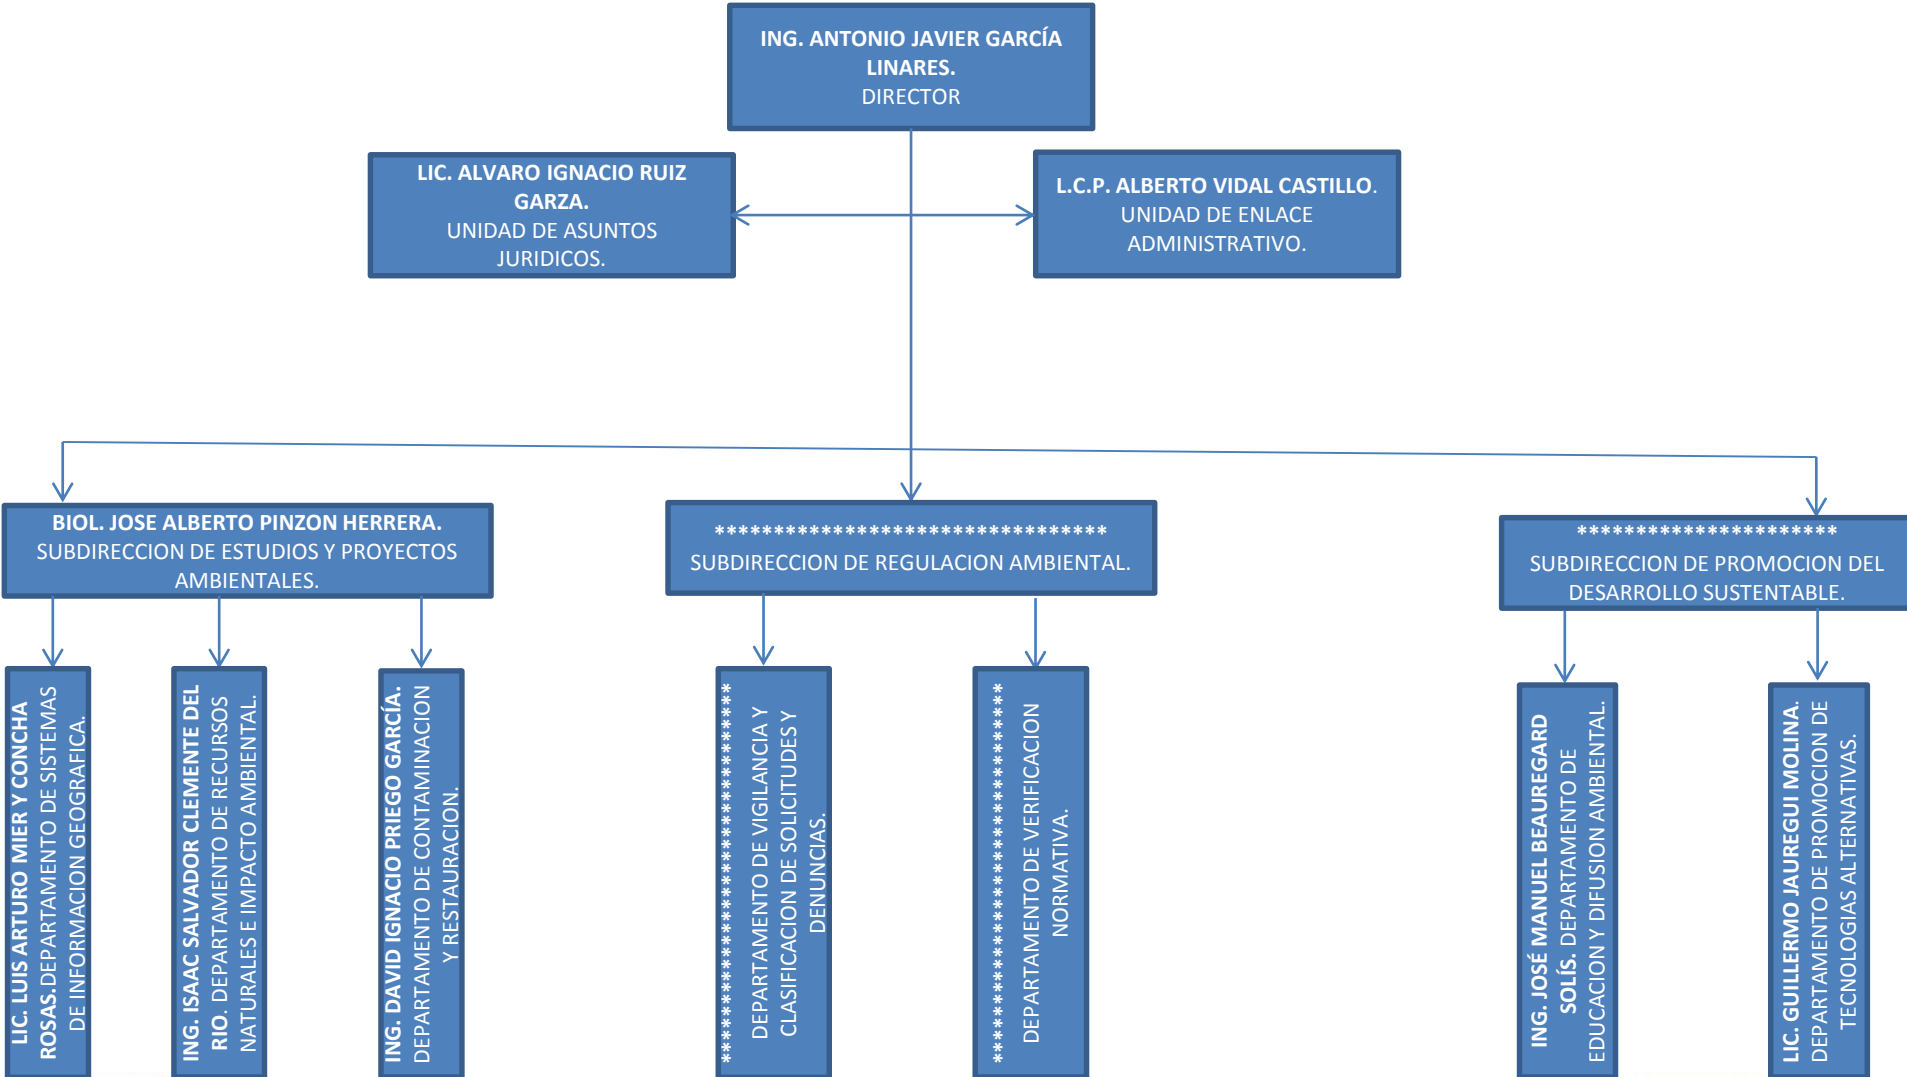 ING. ANTONIO JAVIER GARCÍA
LINARES.
DIRECTOR
LIC. ALVARO IGNACIO RUIZ
GARZA.
UNIDAD DE ASUNTOS
JURIDICOS.
L.C.P. ALBERTO VIDAL CASTILLO.
UNIDAD DE ENLACE
ADMINISTRATIVO.
BIOL. JOSE ALBERTO PINZON HERRERA.
SUBDIRECCION DE ESTUDIOS Y PROYECTOS
AMBIENTALES.
*********************************
SUBDIRECCION DE REGULACION AMBIENTAL.
**********************
SUBDIRECCION DE PROMOCION DEL
DESARROLLO SUSTENTABLE.
LIC. LUIS ARTURO MIER Y CONCHA
ROSAS.DEPARTAMENTO DE SISTEMAS
DE INFORMACION GEOGRAFICA.
ING. ISAAC SALVADOR CLEMENTE DEL
RIO. DEPARTAMENTO DE RECURSOS
NATURALES E IMPACTO AMBIENTAL.
ING. DAVID IGNACIO PRIEGO GARCÍA.
DEPARTAMENTO DE CONTAMINACION
Y RESTAURACION.
********************************
DEPARTAMENTO DE VIGILANCIA Y
CLASIFICACION DE SOLICITUDES Y
DENUNCIAS.
********************************
DEPARTAMENTO DE VERIFICACION
NORMATIVA.
ING. JOSÉ MANUEL BEAUREGARD
SOLÍS. DEPARTAMENTO DE
EDUCACION Y DIFUSION AMBIENTAL.
LIC. GUILLERMO JAUREGUI MOLINA.
DEPARTAMENTO DE PROMOCION DE
TECNOLOGIAS ALTERNATIVAS.